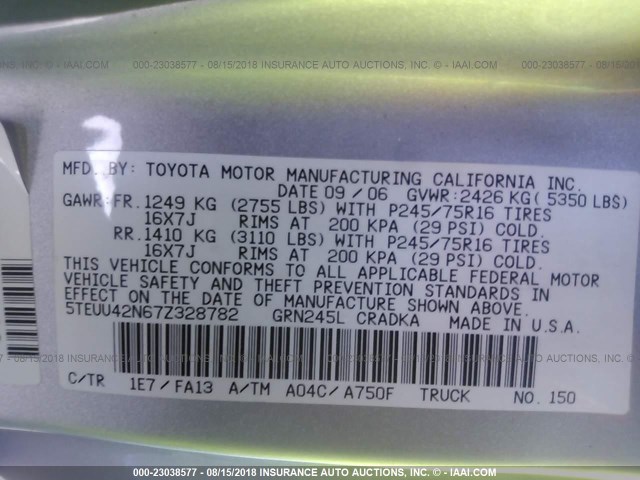 000-23038577 - 08/15/2018 INSURANCE AUTO AUCTIONS, INC. - © - IAAI.COM
MFD. BY: TOYOTA MOTOR MANUFACTURING CALIFORNIA INC.
DATE 09 / 06 GVWR: 2426 KG( 5350 LBS)
GAWR: FR. 1249 KG (2755 LBS) WITH P245/75R16 TIRES
16X7J RIMS AT 200 KPA (29 PSI) COLD.
RR. 1410 KG (3110 LBS) WITH P245/75R16 TIRES
16X7J RIMS AT 200 KPA (29 PSI) COLD.
THIS VEHICLE CONFORMS TO ALL APPLICABLE FEDERAL MOTOR
VEHICLE SAFETY AND THEFT PREVENTION STANDARDS IN
EFFECT ON THE DATE OF MANUFACTURE SHOWN ABOVE.
5TEUU42N67Z328782 GRN245L CRADKA MADE IN U.S.A.
C/TR 1E7/FA13 A/TM A04C/A750F TRUCK NO. 150
000-23038577 - 08/15/2018 INSURANCE AUTO AUCTIONS, INC. - © - IAAI.COM